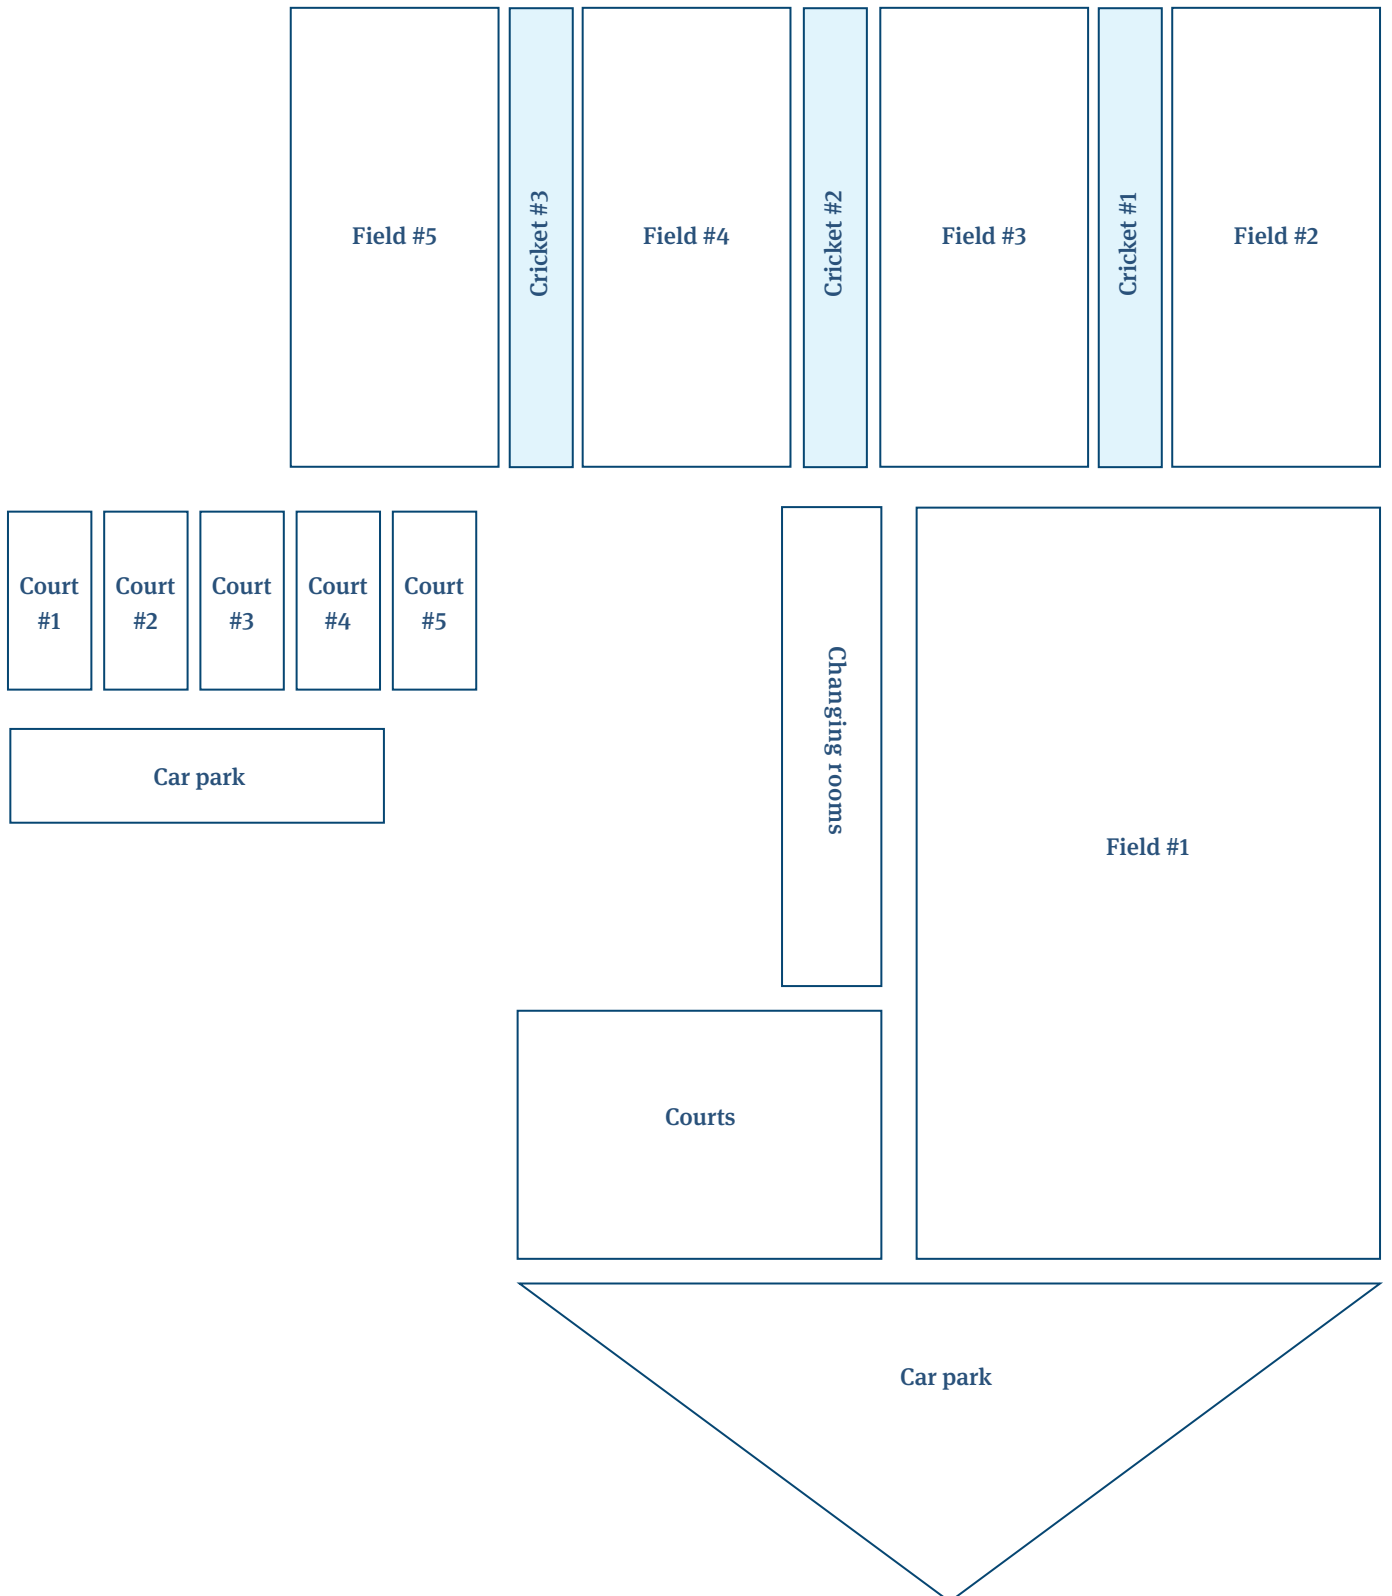 Field #5
Cricket #3
Field #4
Cricket #2
Field #3
Cricket #1
Field #2
Court
#1
Court
#2
Court
#3
Court
#4
Court
#5
Changing rooms
Car park
Field #1
Courts
Car park